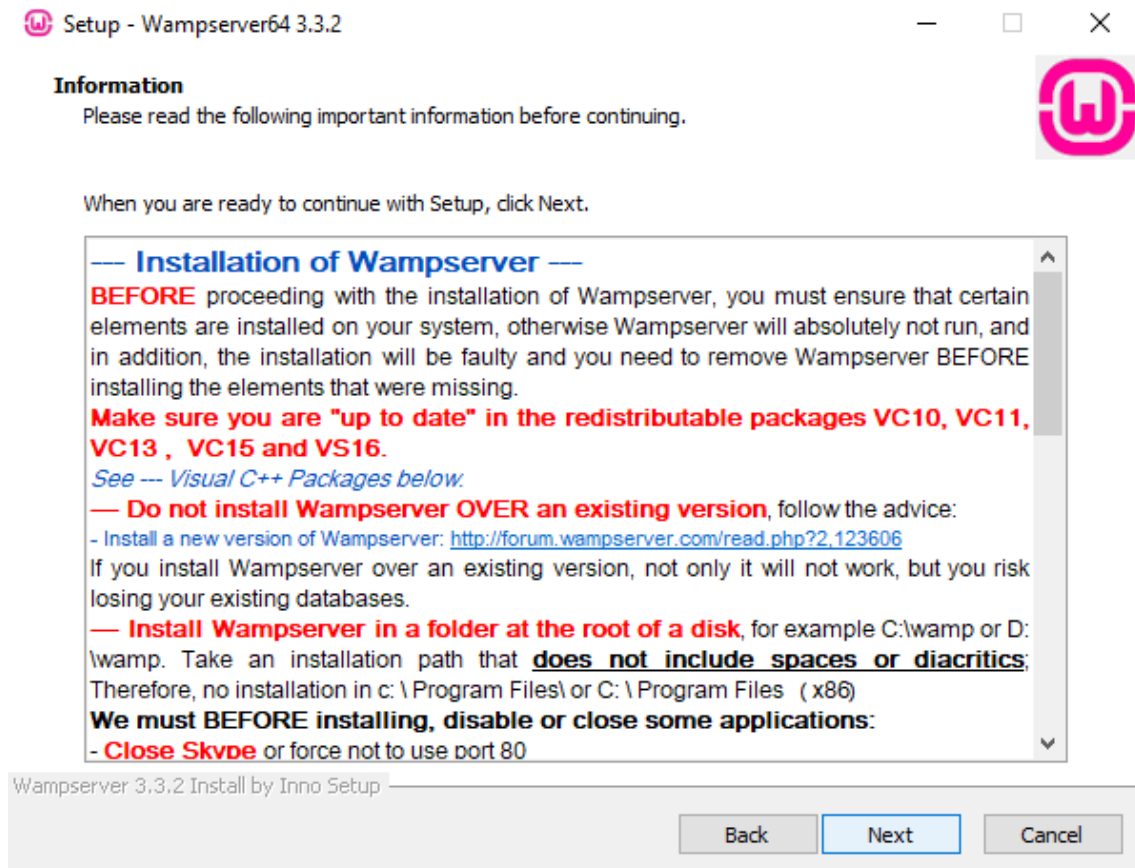 Setup - Wampserver64 3.3.2
Information
Please read the following important information before continuing.
When you are ready to continue with Setup, click Next.
--- Installation of Wampserver ---
BEFORE proceeding with the installation of Wampserver, you must ensure that certain
elements are installed on your system, otherwise Wampserver will absolutely not run, and
in addition, the installation will be faulty and you need to remove Wampserver BEFORE
installing the elements that were missing.
Make sure you are "up to date" in the redistributable packages VC10, VC11,
VC13 , VC15 and VS16.
See --- Visual C++ Packages below.
— Do not install Wampserver OVER an existing version, follow the advice:
- Install a new version of Wampserver: http://forum.wampserver.com/read.php?2,123606
If you install Wampserver over an existing version, not only it will not work, but you risk
losing your existing databases.
— Install Wampserver in a folder at the root of a disk, for example C:\wamp or D:
\wamp. Take an installation path that does not include spaces or diacritics;
Therefore, no installation in c: \ Program Files\ or C: \ Program Files ( x86)
We must BEFORE installing, disable or close some applications:
- Close Skype or force not to use port 80
Wampserver 3.3.2 Install by Inno Setup
Back Next Cancel